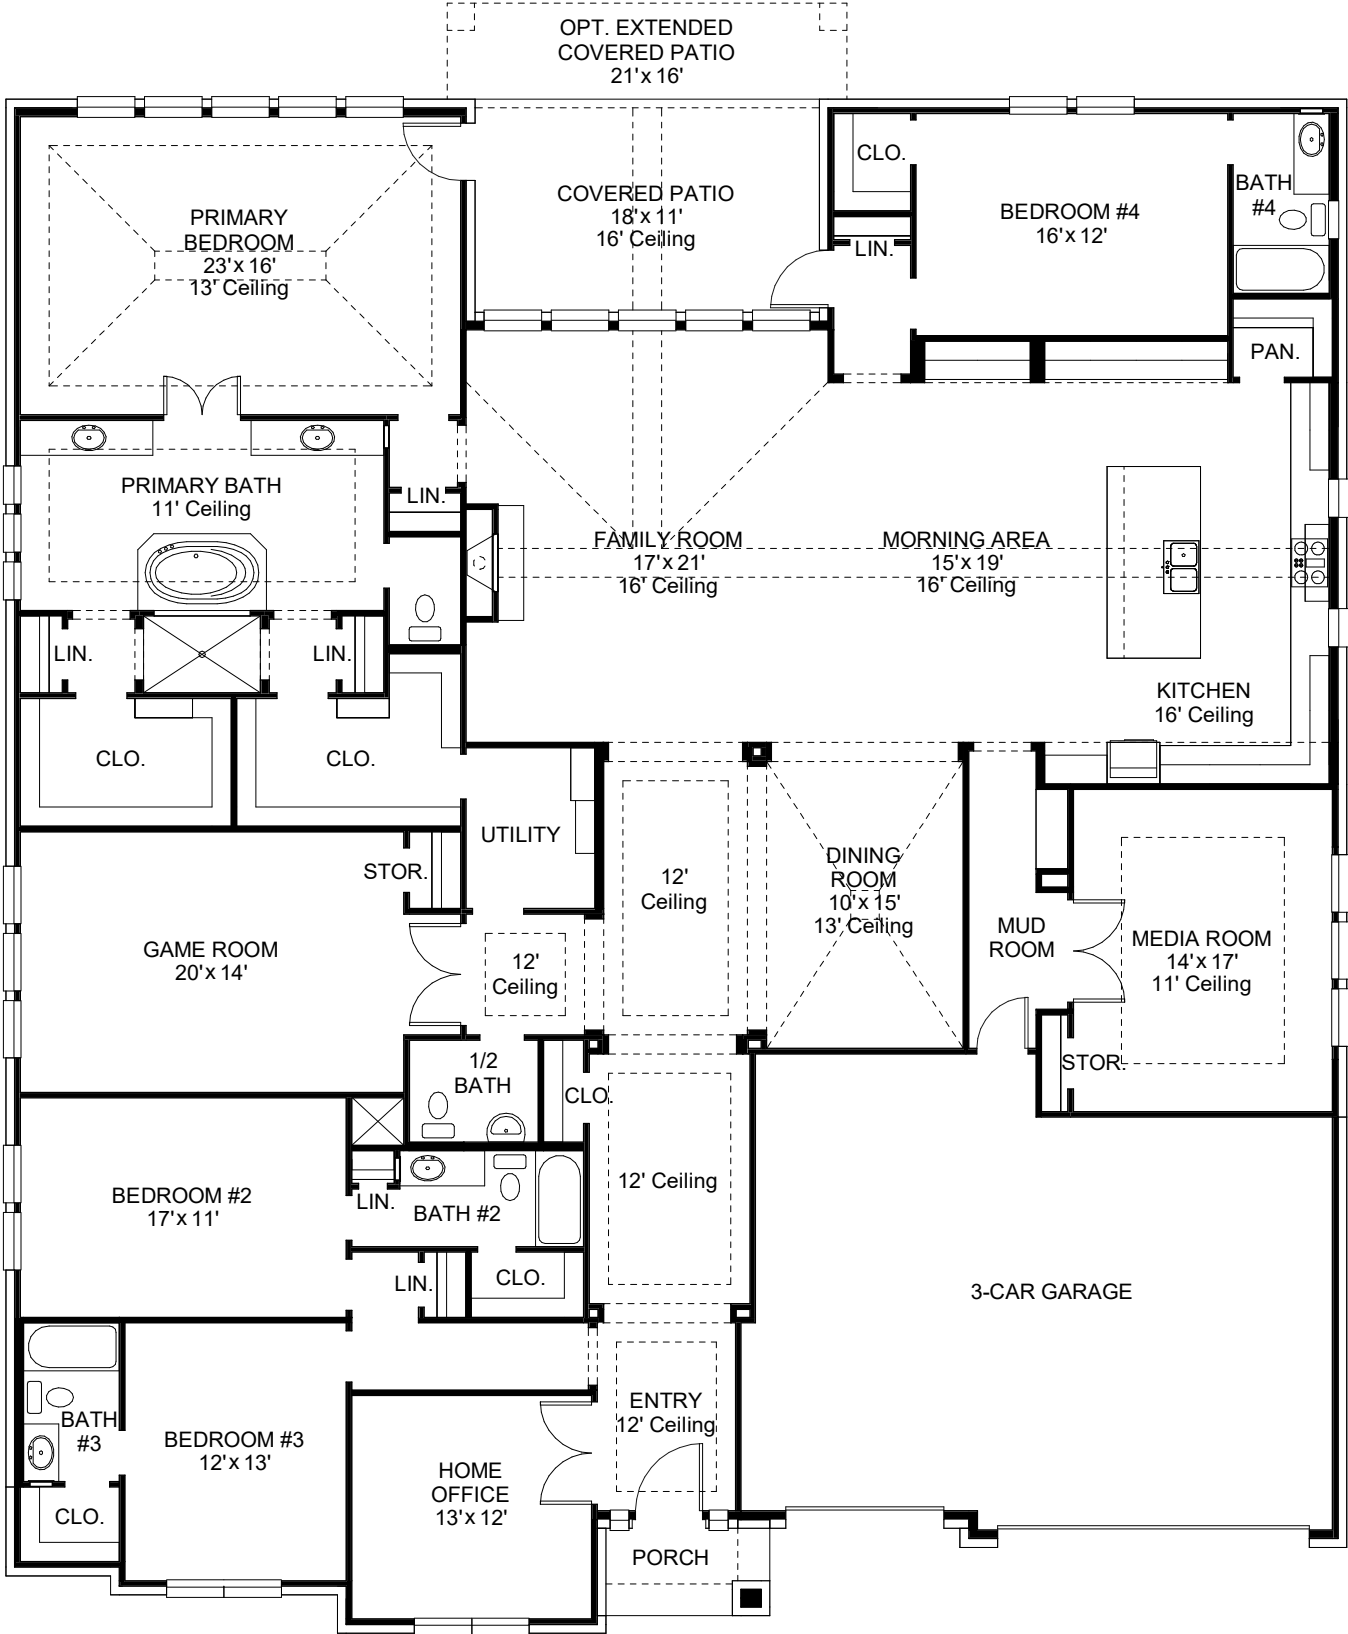 OPT. EXTENDED
COVERED PATIO
21' x 16'
COVERED PATIO
18' x 11'
16' Ceiling
CLO.
BEDROOM #4
16' x 12'
BATH
#4
LIN.
PRIMARY
BEDROOM
23' x 16'
13' Ceiling
PAN.
PRIMARY BATH
11' Ceiling
LIN.
FAMILY ROOM
17' x 21'
16' Ceiling
MORNING AREA
15' x 19'
16' Ceiling
LIN.
LIN.
KITCHEN
16' Ceiling
CLO.
CLO.
UTILITY
STOR.
12'
Ceiling
DINING
ROOM
10' x 15'
13' Ceiling
MUD
ROOM
MEDIA ROOM
14' x 17'
11' Ceiling
GAME ROOM
20' x 14'
12'
Ceiling
STOR.
1/2
BATH
CLO.
12' Ceiling
BEDROOM #2
17' x 11'
LIN.
BATH #2
LIN.
CLO.
3-CAR GARAGE
BATH
#3
BEDROOM #3
12' x 13'
ENTRY
12' Ceiling
HOME
OFFICE
13' x 12'
CLO.
PORCH